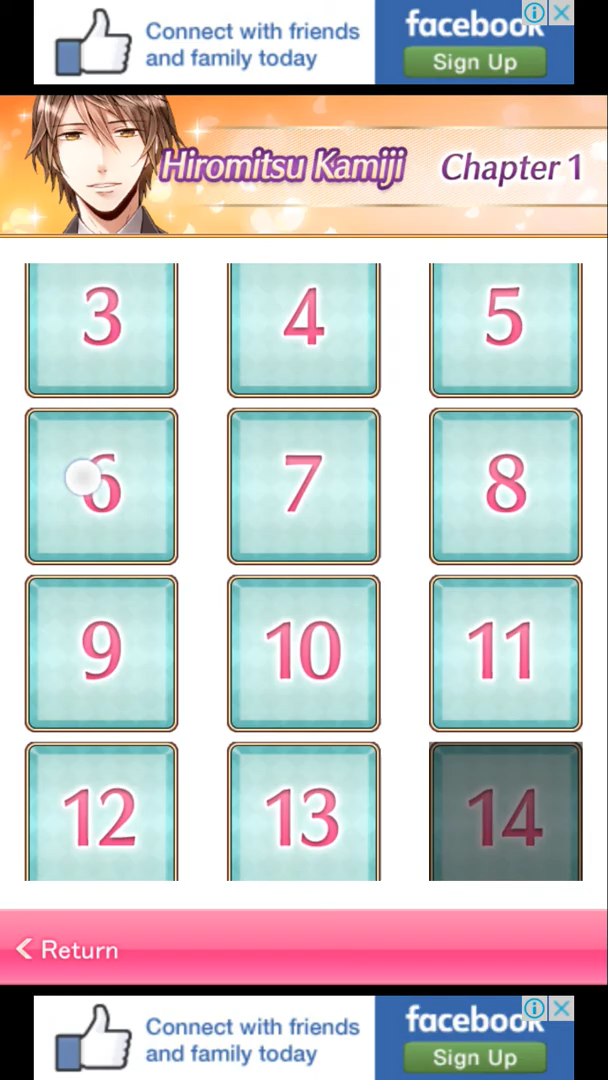 Connect with friends
and family today
facebook
Sign Up
Hiromitsu Kamiji Chapter 1
3 4 5
6 7 8
9 10 11
12 13 14
Return
Connect with friends
and family today
facebook
Sign Up